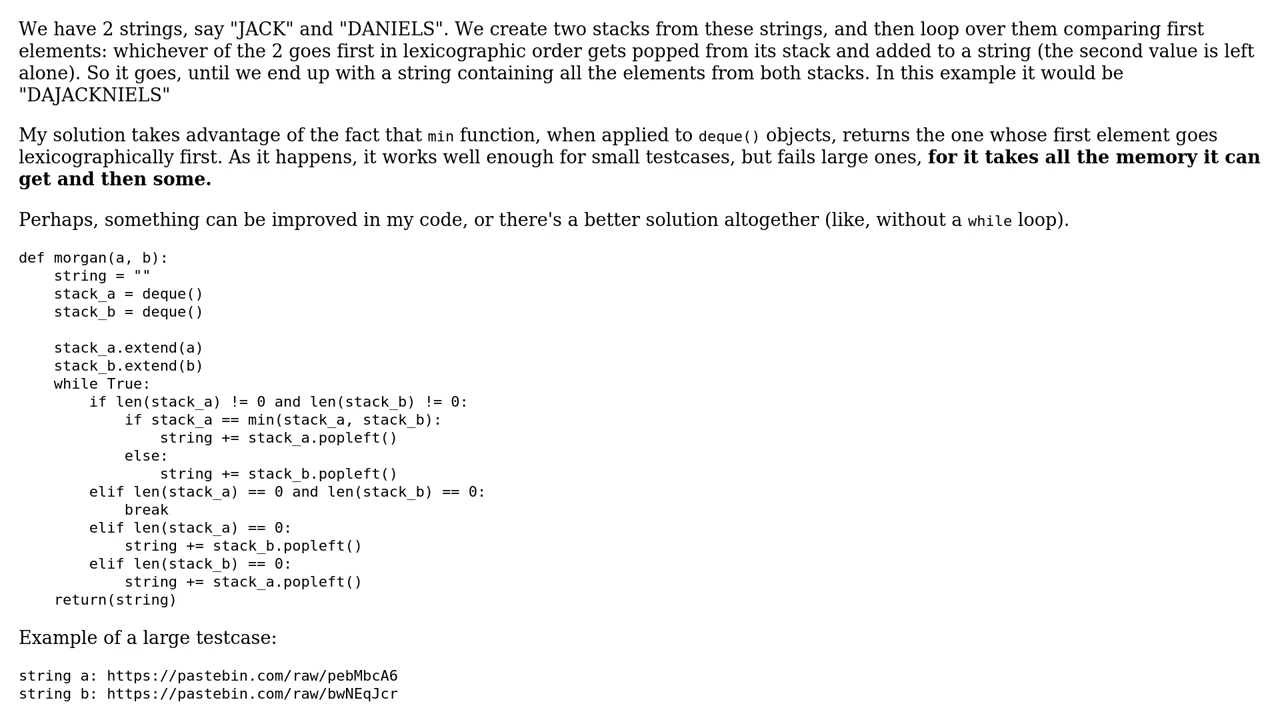 We have 2 strings, say "JACK" and "DANIELS". We create two stacks from these strings, and then loop over them comparing first
elements: whichever of the 2 goes first in lexicographic order gets popped from its stack and added to a string (the second value is left
alone). So it goes, until we end up with a string containing all the elements from both stacks. In this example it would be
"DAJACKNIELS"

My solution takes advantage of the fact that min function, when applied to deque() objects, returns the one whose first element goes
lexicographically first. As it happens, it works well enough for small testcases, but fails large ones, for it takes all the memory it can
get and then some.

Perhaps, something can be improved in my code, or there's a better solution altogether (like, without a while loop).

def morgan(a, b):
    string = ""
    stack_a = deque()
    stack_b = deque()

    stack_a.extend(a)
    stack_b.extend(b)
    while True:
        if len(stack_a) != 0 and len(stack_b) != 0:
            if stack_a == min(stack_a, stack_b):
                string += stack_a.popleft()
            else:
                string += stack_b.popleft()
        elif len(stack_a) == 0 and len(stack_b) == 0:
            break
        elif len(stack_a) == 0:
            string += stack_b.popleft()
        elif len(stack_b) == 0:
            string += stack_a.popleft()
    return(string)

Example of a large testcase:

string a: https://pastebin.com/raw/pebMbcA6
string b: https://pastebin.com/raw/bwNEqJcr